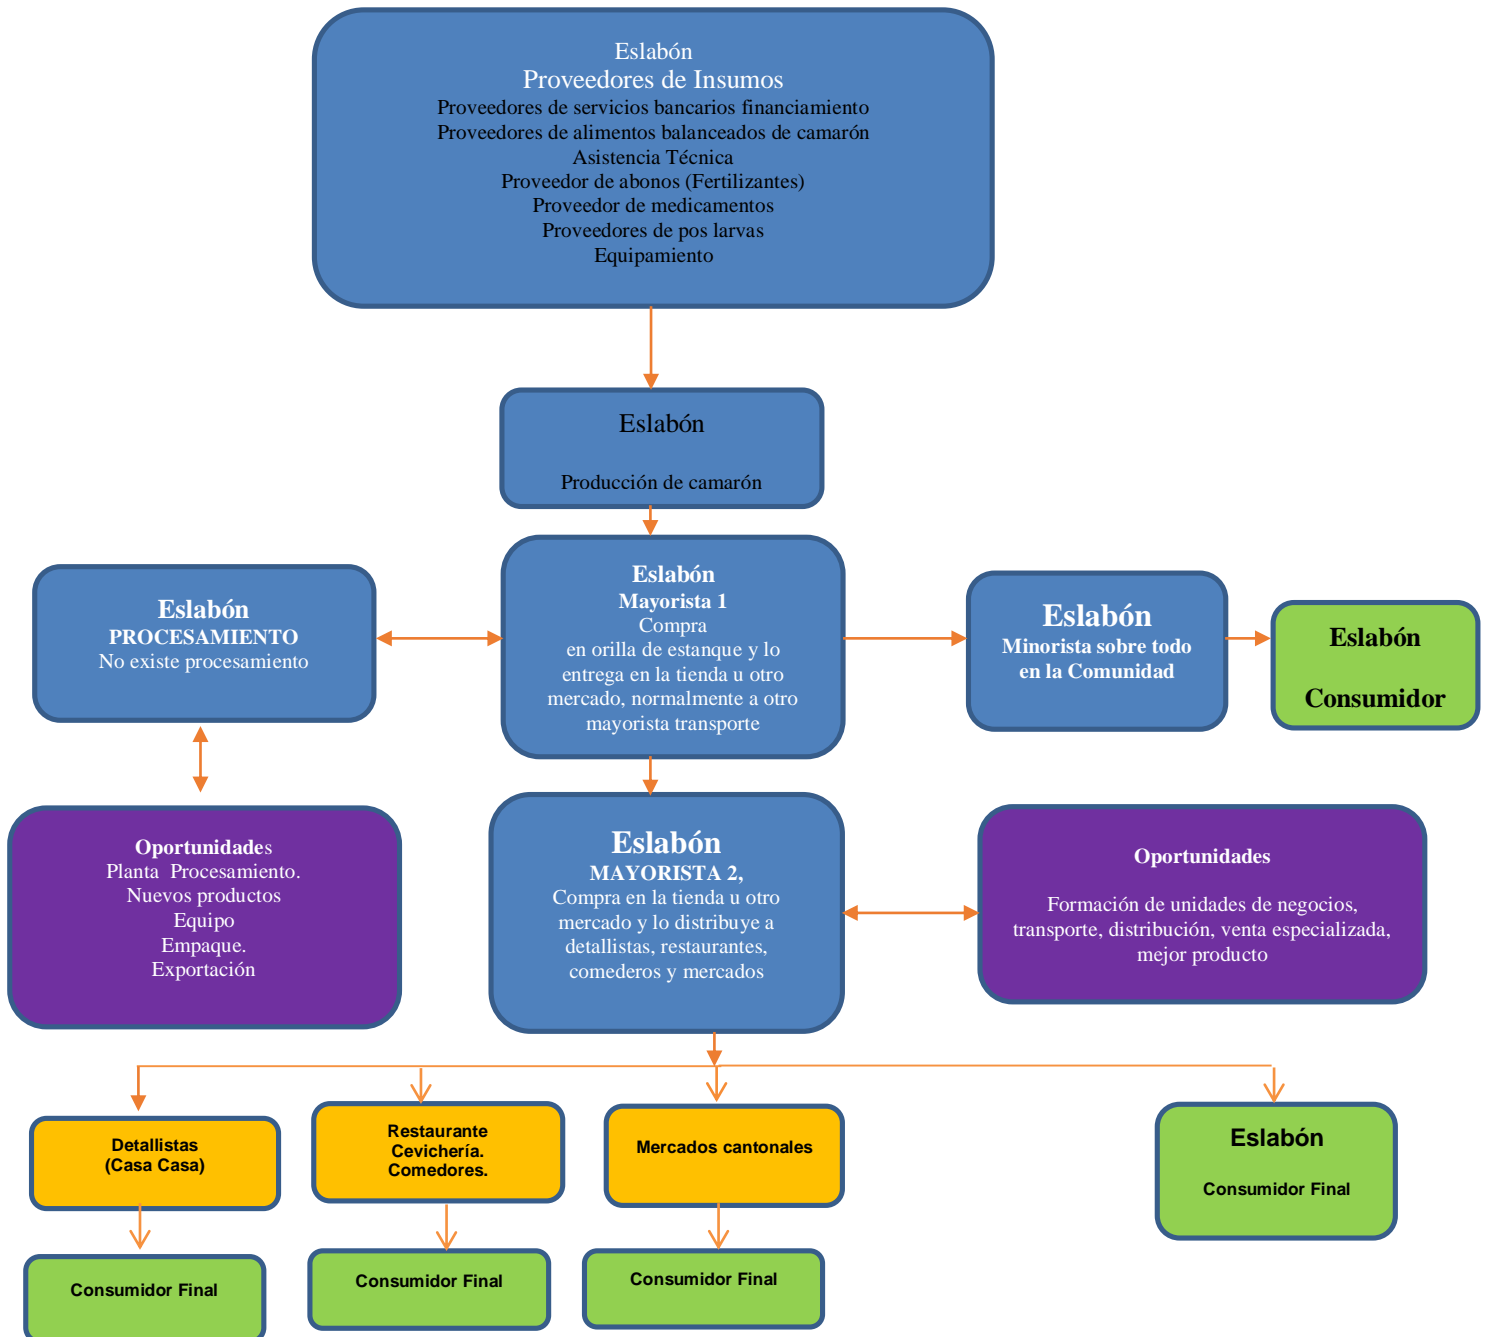 Eslabón
Proveedores de Insumos
Proveedores de servicios bancarios financiamiento
Proveedores de alimentos balanceados de camarón
Asistencia Técnica
Proveedor de abonos (Fertilizantes)
Proveedor de medicamentos
Proveedores de pos larvas
Equipamiento
Eslabón
Producción de camarón
Eslabón
PROCESAMIENTO
No existe procesamiento
Eslabón
Mayorista 1
Compra
en orilla de estanque y lo
entrega en la tienda u otro
mercado, normalmente a otro
mayorista transporte
Eslabón
Minorista sobre todo
en la Comunidad
Eslabón
Consumidor
Oportunidades
Planta  Procesamiento.
Nuevos productos
Equipo
Empaque.
Exportación
Eslabón
MAYORISTA 2,
Compra en la tienda u otro
mercado y lo distribuye a
detallistas, restaurantes,
comederos y mercados
Oportunidades
Formación de unidades de negocios,
transporte, distribución, venta especializada,
mejor producto
Detallistas
(Casa Casa)
Restaurante
Cevichería.
Comedores.
Mercados cantonales
Eslabón
Consumidor Final
Consumidor Final
Consumidor Final
Consumidor Final